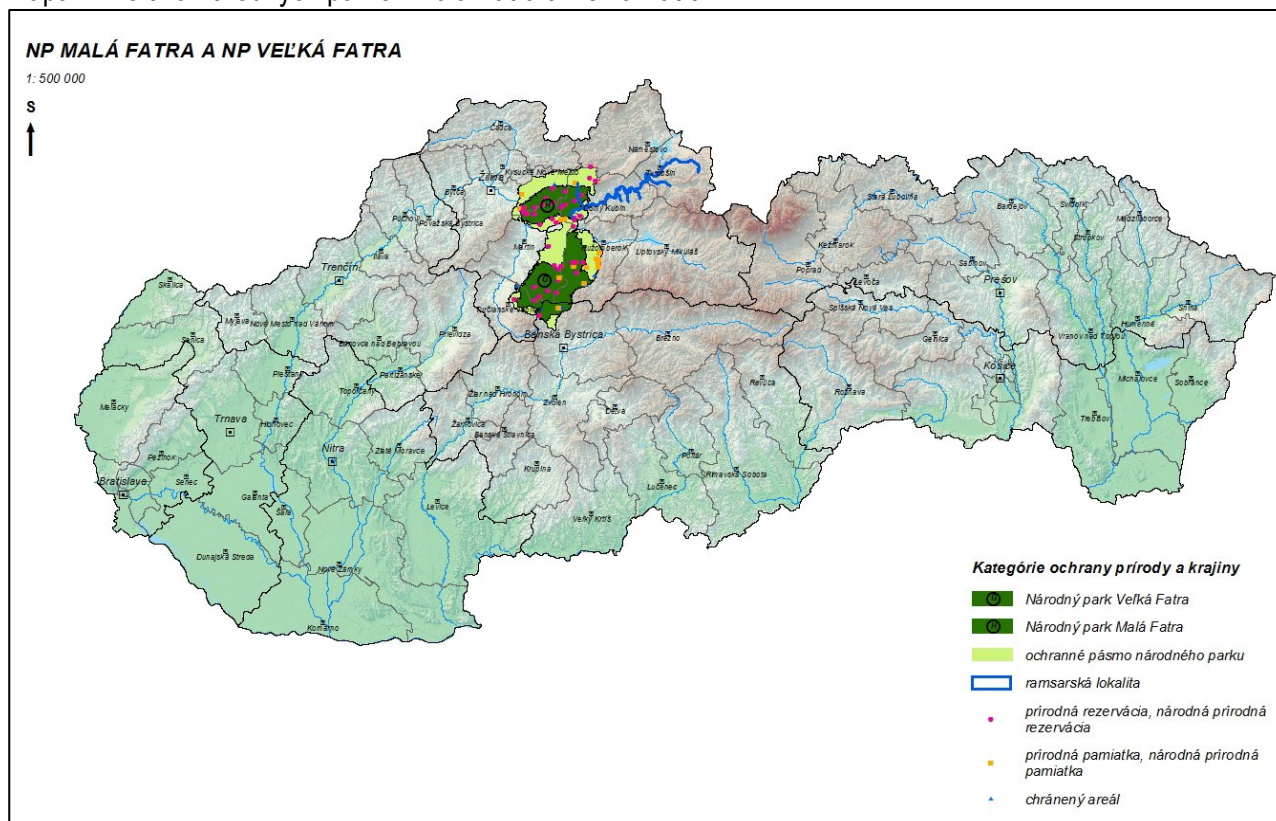 NP MALÁ FATRA A NP VEĽKÁ FATRA
1: 500 000
S
Čadca
Námestovo
Kysucké Nové Mesto
Tvrdošín
Žilina
Bytča
Dolný Kubín
Stará Ľubovňa
Bardejov
Svidník
Medzilaborce
Púchov
Považská Bystrica
Stropkov
Martin
Ružomberok
Liptovský Mikuláš
Kežmarok
Ilava
Sabinov
Poprad
Trenčín
Levoča
Prešov
Skalica
Snina
Turčianske
Spišská Nová Ves
Humenné
Myjava
Nové Mesto nad Váhom
Prievidza
Banská Bystrica
Brezno
Gelnica
Vranov nad Topľou
Senica
Bánovce nad Bebravou
Košice
Michalovce
Sobrance
Piešťany
Partizánske
Topoľčany
Revúca
Rožňava
Žiar nad Hronom
Zvolen
Detva
Malacky
Trnava
Hlohovec
Žarnovica
Banská Štiavnica
Trebišov
Nitra
Zlaté Moravce
Poltár
Pezinok
Krupina
Rimavská Sobota
Senec
Lučenec
Bratislava
Galanta
Levice
Šaľa
Veľký Krtíš
Dunajská Streda
Nové Zámky
Komárno
Kategórie ochrany prírody a krajiny
Národný park Veľká Fatra
Národný park Malá Fatra
ochranné pásmo národného parku
ramsarská lokalita
prírodná rezervácia, národná prírodná
rezervácia
prírodná pamiatka, národná prírodná
pamiatka
chránený areál